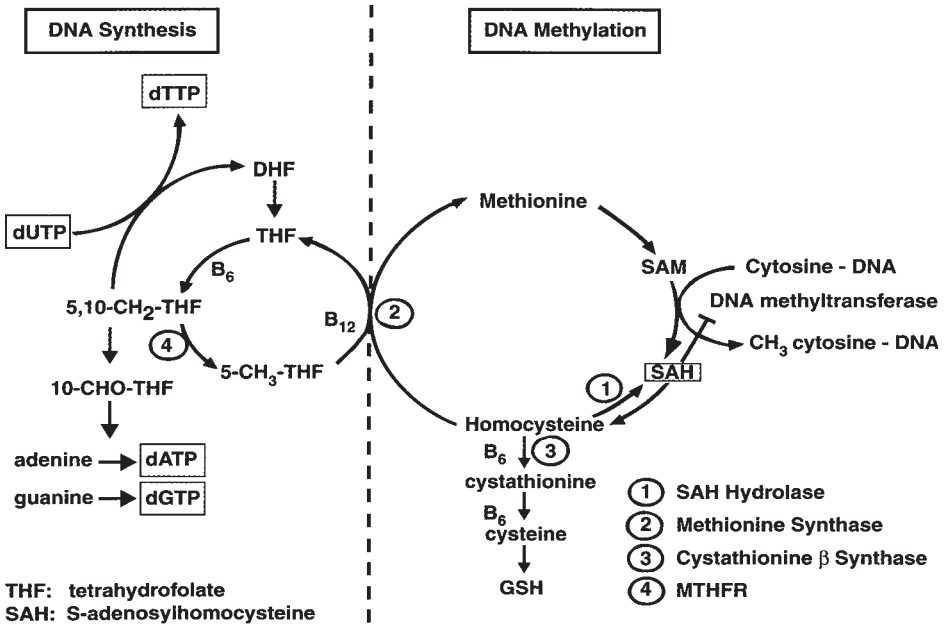 DNA Synthesis
DNA Methylation
dTTP
DHF
dUTP
THF
B6
5,10-CH2-THF
4
5-CH3-THF
10-CHO-THF
adenine
dATP
guanine
dGTP
THF: tetrahydrofolate
SAH: S-adenosylhomocysteine
B12
2
Methionine
SAM
Cytosine - DNA
DNA methyltransferase
CH3 cytosine - DNA
SAH
1
Homocysteine
B6
3
cystathionine
B6
cysteine
GSH
1 SAH Hydrolase
2 Methionine Synthase
3 Cystathionine β Synthase
4 MTHFR